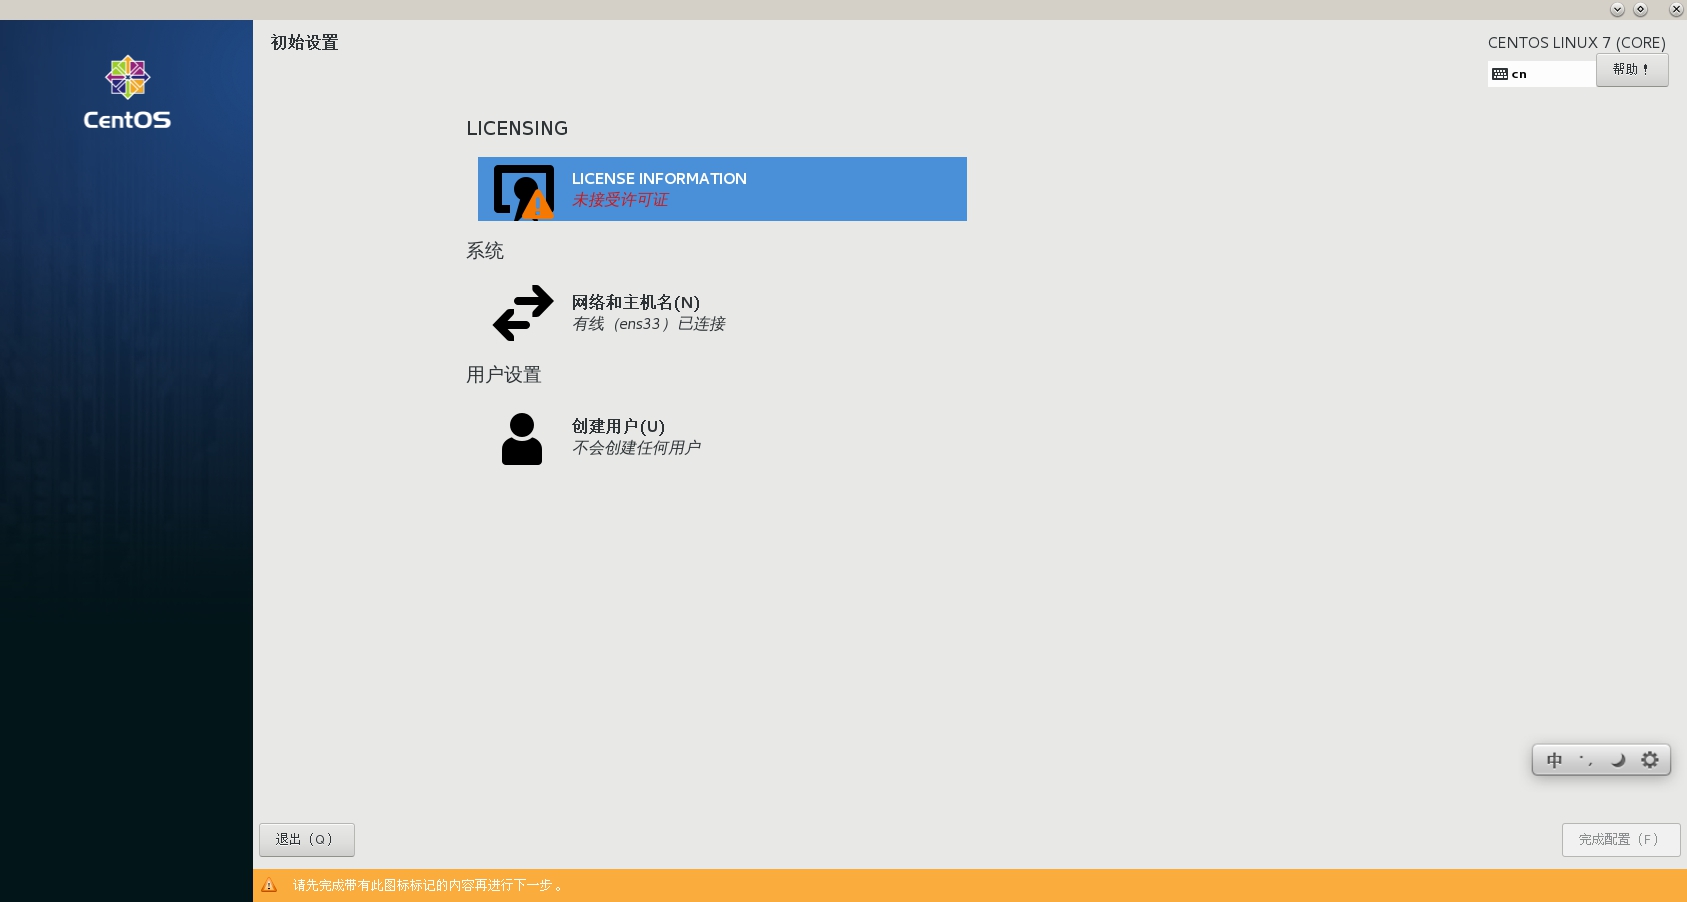 初始设置
CENTOS LINUX 7 (CORE)
cn
帮助！
CentOS
LICENSING
LICENSE INFORMATION
未接受许可证
系统
网络和主机名(N)
有线（ens33）已连接
用户设置
创建用户(U)
不会创建任何用户
中
退出（Q）
完成配置（F）
请先完成带有此图标标记的内容再进行下一步。